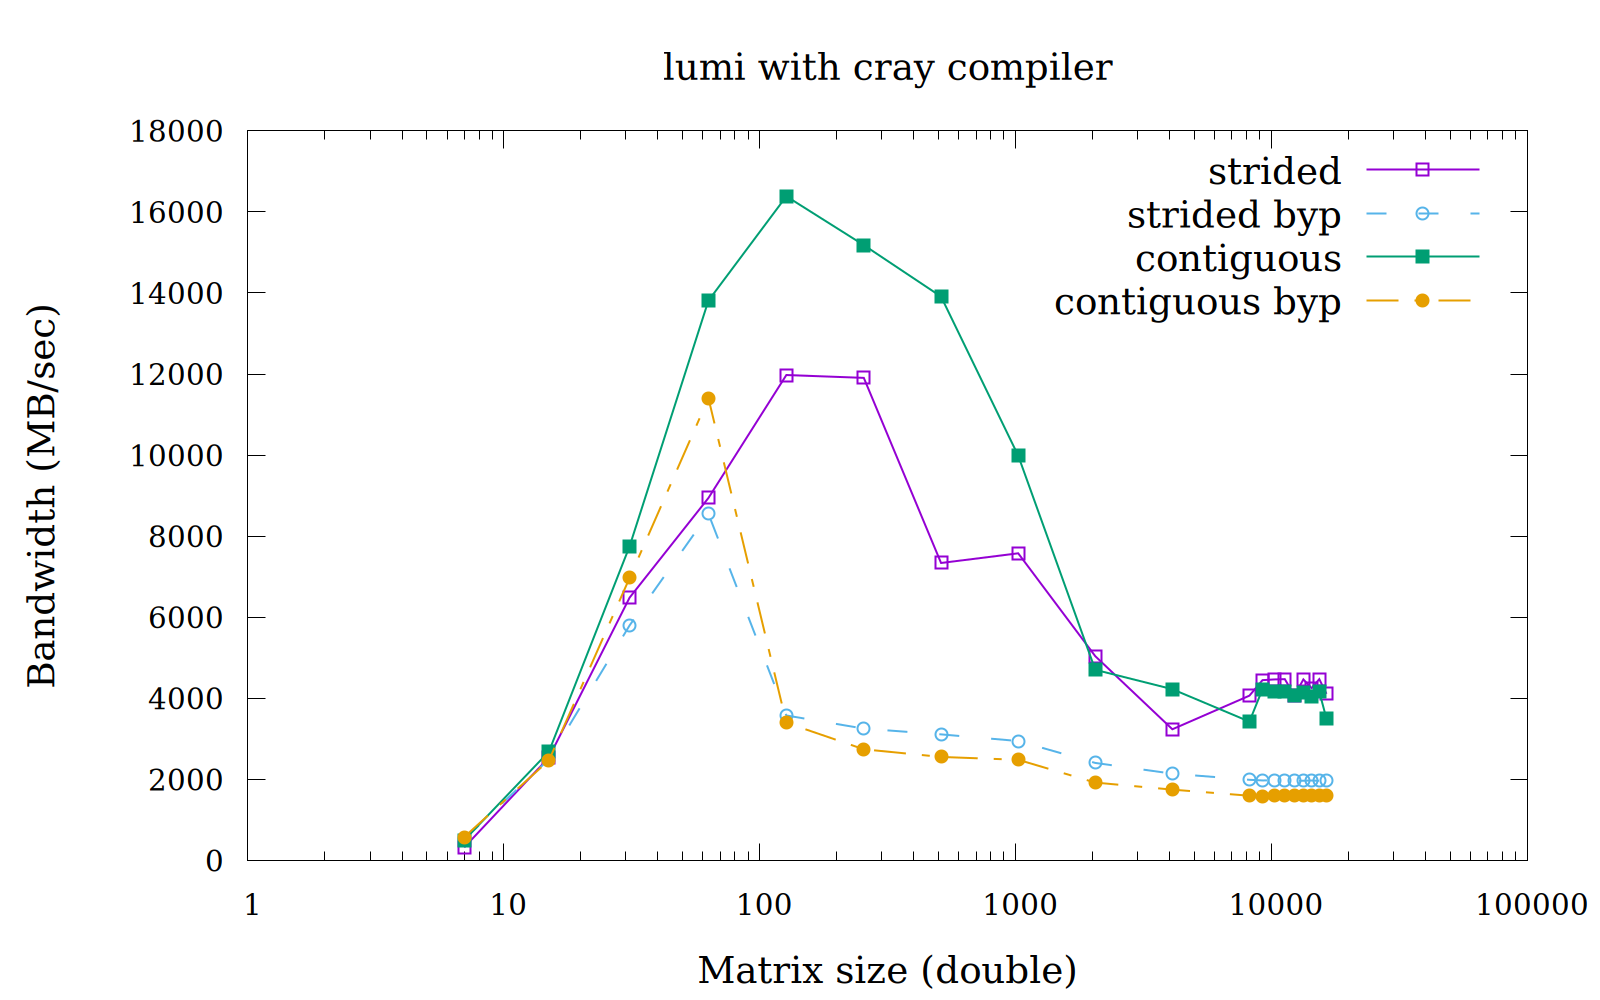 lumi with cray compiler
18000
16000
14000
12000
10000
8000
6000
4000
2000
0
Bandwidth (MB/sec)
strided
strided byp
contiguous
contiguous byp
1 10 100 1000 10000 100000
Matrix size (double)